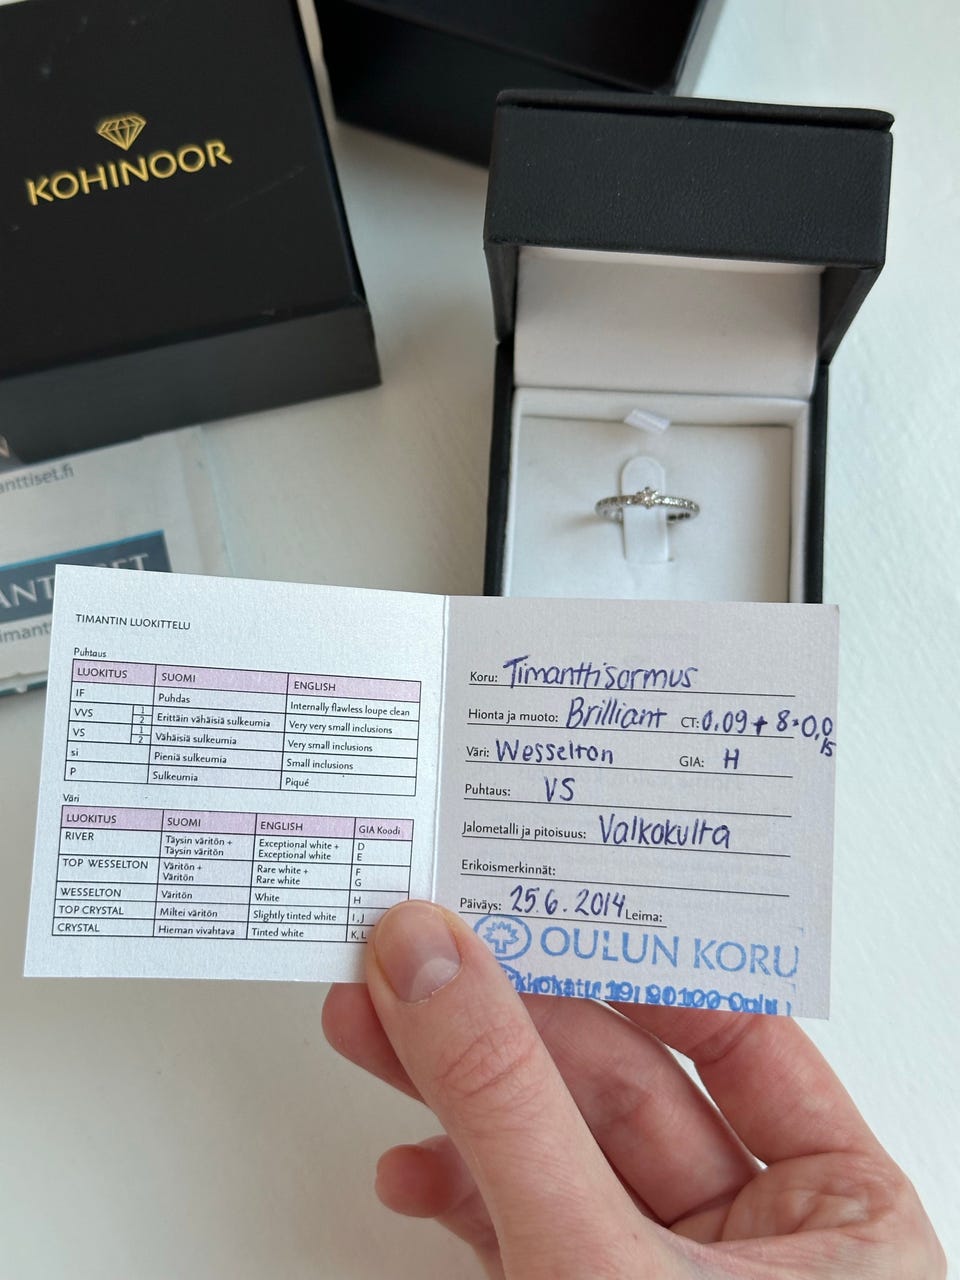 KOHINOOR
anttiset.fi
TIMANTIN LUOKITTELU
Puhtaus
LUOKITUS SUOMI ENGLISH
IF Puhdas Internally flawless loupe clean
VVS 1 2 Erittäin vähäisiä sulkeumia Very very small inclusions
VS 1 2 Vähäisiä sulkeumia Very small inclusions
si Pieniä sulkeumia Small inclusions
P Sulkeumia Piqué
Väri
LUOKITUS SUOMI ENGLISH GIA Koodi
RIVER Täysin väritön + Exceptional white + D
Täysin väritön Exceptional white E
TOP WESSELTON Väritön + Rare white + F
Väritön Rare white G
WESSELTON Väritön White H
TOP CRYSTAL Miltei väritön Slightly tinted white I, J
CRYSTAL Hieman vivahtava Tinted white K, L
Koru: Timanttisormus
Hionta ja muoto: Brilliant CT: 0.09 + 8*0,0
15
Väri: Wesselton GIA: H
Puhtaus: VS
Jalometalli ja pitoisuus: Valkokulta
Erikoismerkinnät:
Päiväys: 25.6.2014 Leima:
OULUN KORU
90100 Oulu